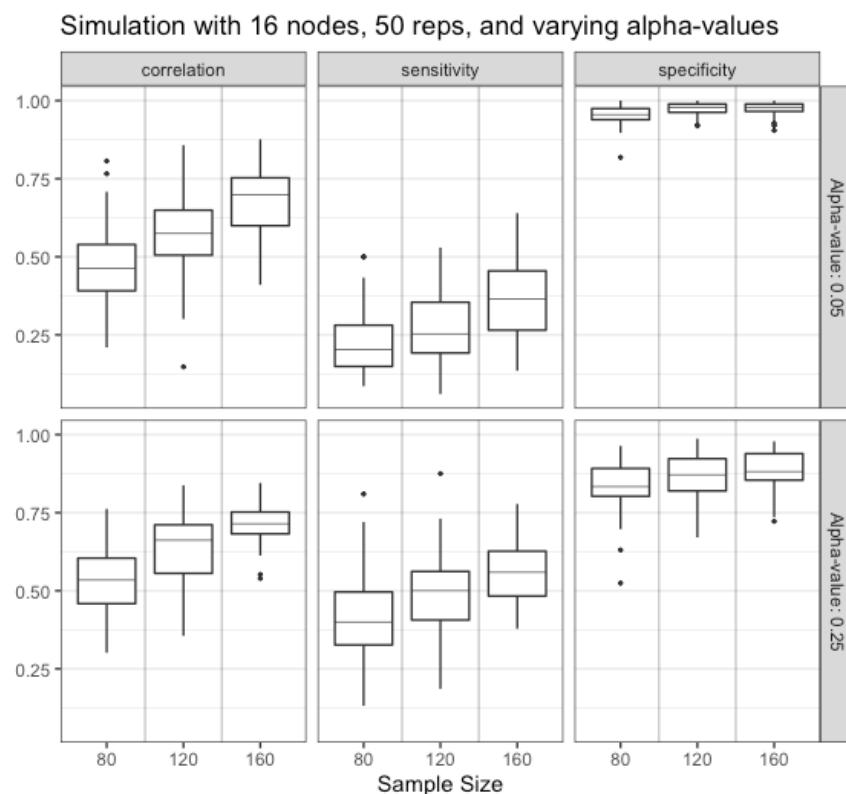 Simulation with 16 nodes, 50 reps, and varying alpha-values
correlation sensitivity specificity
1.00
0.75
0.50
0.25
Alpha-value: 0.05
1.00
0.75
0.50
0.25
Alpha-value: 0.25
80 120 160 80 120 160 80 120 160
Sample Size